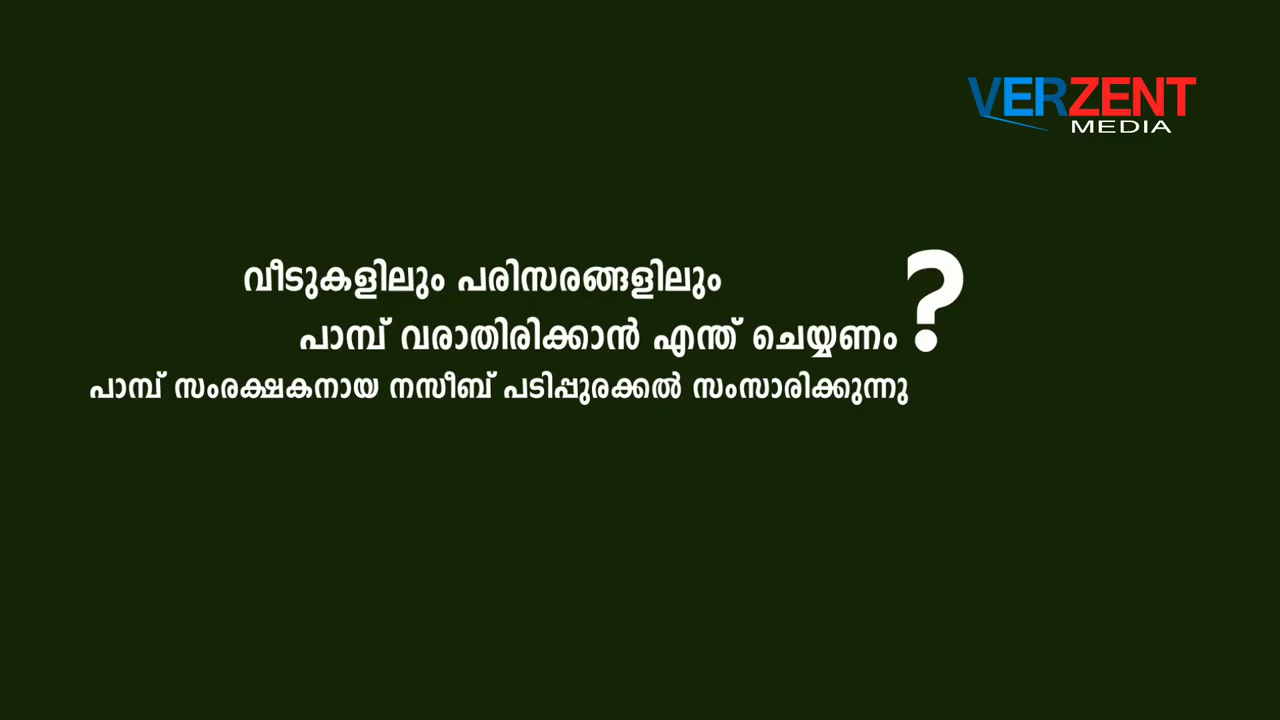 VERZENT
MEDIA
വീടുകളിലും പരിസരങ്ങളിലും
പാമ്പ് വരാതിരിക്കാൻ എന്ത് ചെയ്യണം?
പാമ്പ് സംരക്ഷകനായ നസീബ് പടിപ്പുരക്കൽ സംസാരിക്കുന്നു